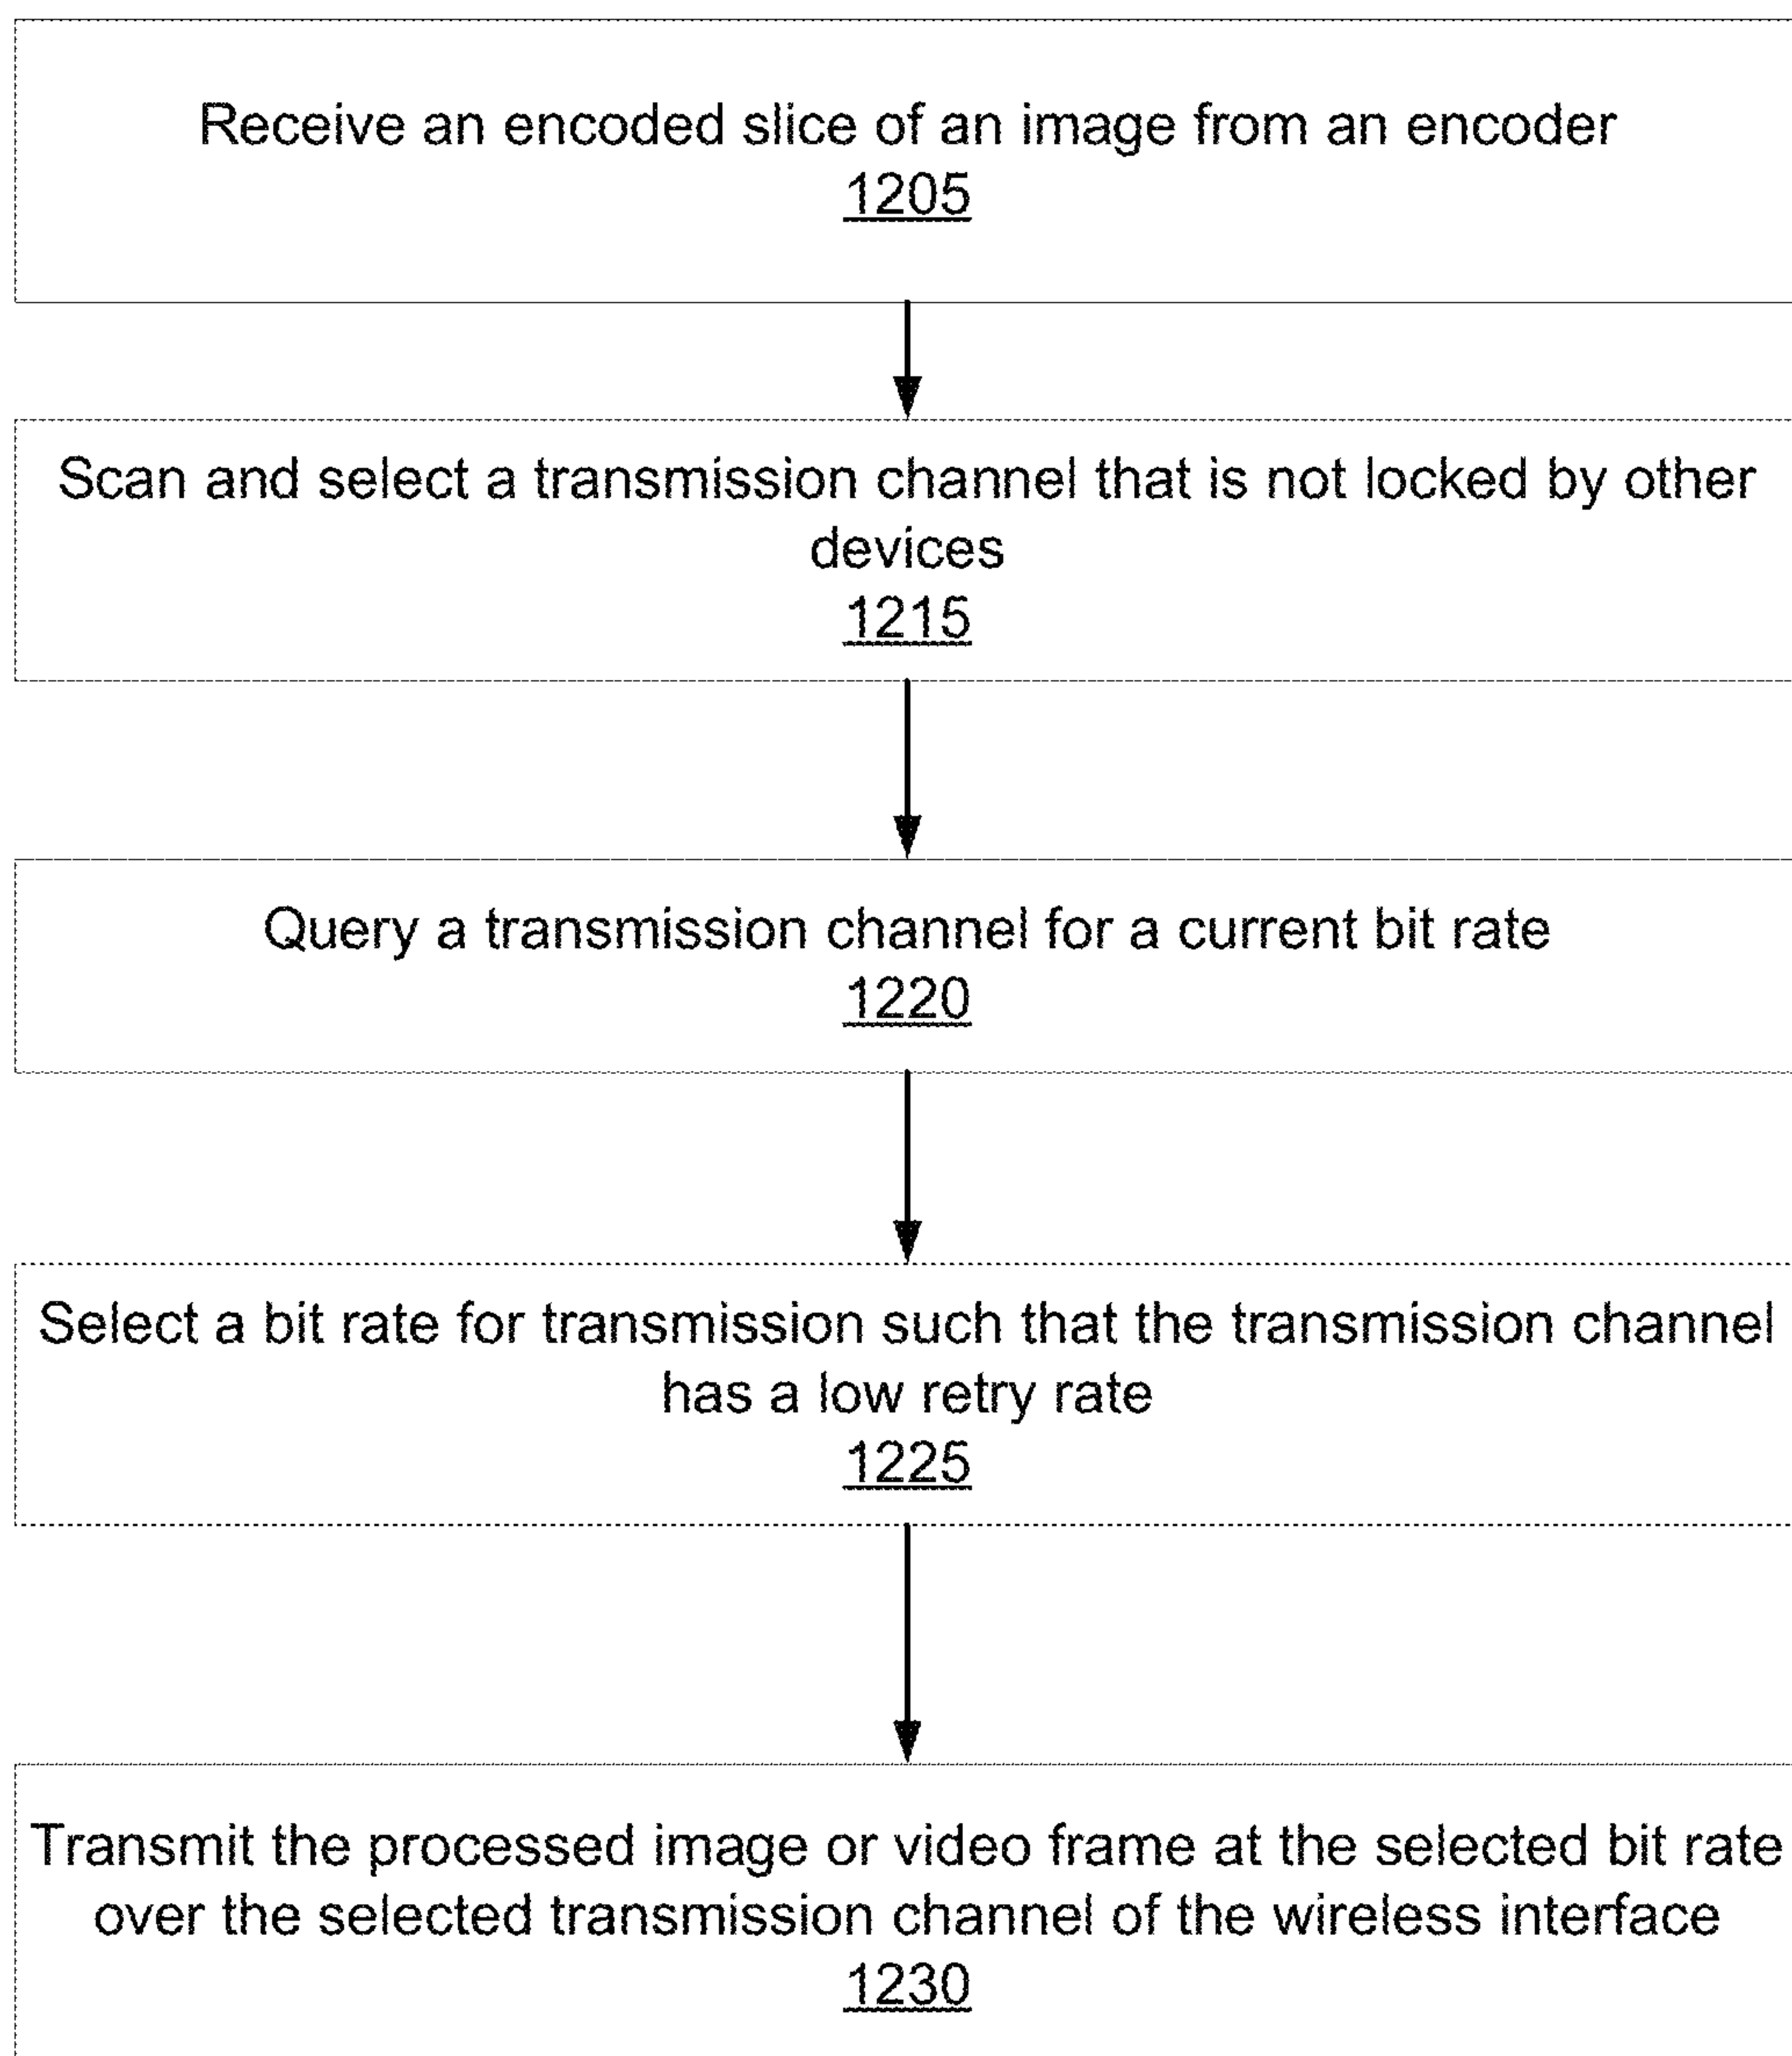 Receive an encoded slice of an image from an encoder
1205
Scan and select a transmission channel that is not locked by other
devices
1215
Query a transmission channel for a current bit rate
1220
Select a bit rate for transmission such that the transmission channel
has a low retry rate
1225
Transmit the processed image or video frame at the selected bit rate
over the selected transmission channel of the wireless interface
1230